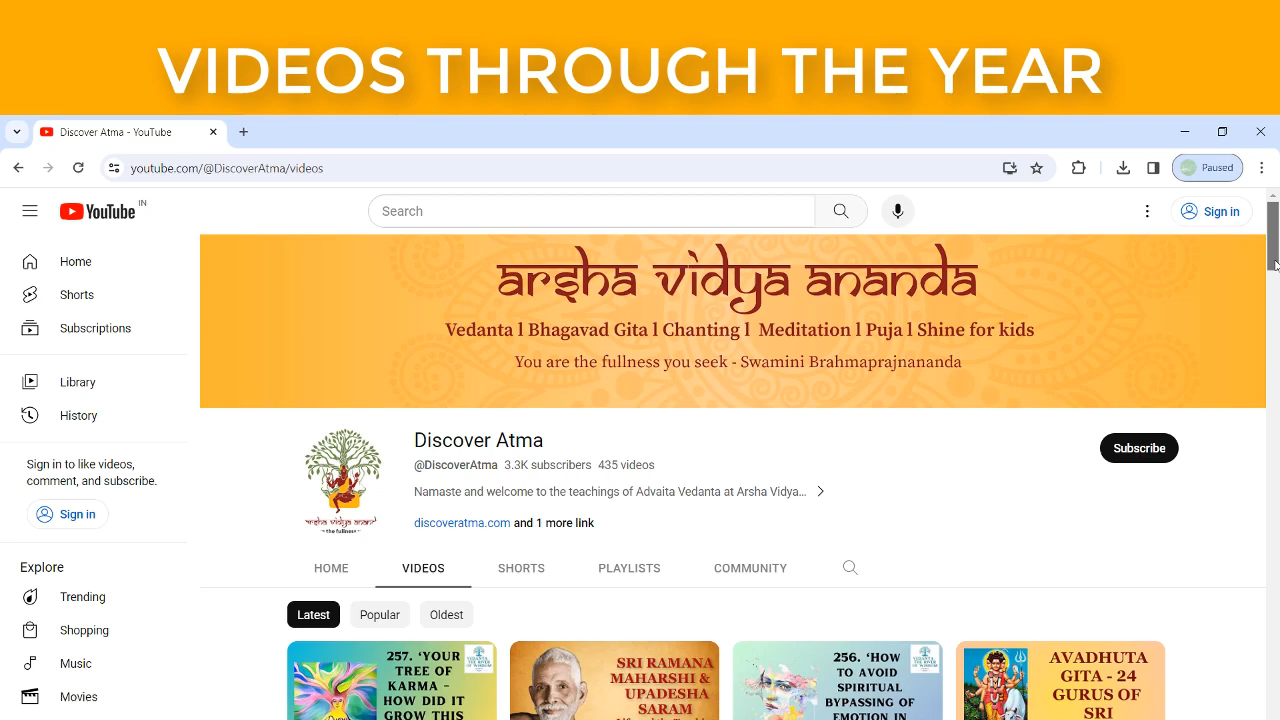 VIDEOS THROUGH THE YEAR
Discover Atma - YouTube
youtube.com/@DiscoverAtma/videos
Paused
YouTube IN
Search
Sign in
Home
Shorts
Subscriptions
Library
History
Sign in to like videos,
comment, and subscribe.
Sign in
Explore
Trending
Shopping
Music
Movies
arsha vidya ananda
Vedanta l Bhagavad Gita l Chanting l Meditation l Puja l Shine for kids
You are the fullness you seek - Swamini Brahmaprajnananda
arsha vidya anand
~ the fullness ~
Discover Atma
@DiscoverAtma 3.3K subscribers 435 videos
Namaste and welcome to the teachings of Advaita Vedanta at Arsha Vidya...
discoveratma.com and 1 more link
Subscribe
HOME VIDEOS SHORTS PLAYLISTS COMMUNITY
Latest Popular Oldest
257. ‘YOUR
TREE OF
KARMA -
HOW DID IT
GROW THIS
SRI RAMANA
MAHARSHI &
UPADESHA
SARAM
256. ‘HOW
TO AVOID
SPIRITUAL
BYPASSING OF
EMOTION IN
AVADHUTA
GITA - 24
GURUS OF
SRI